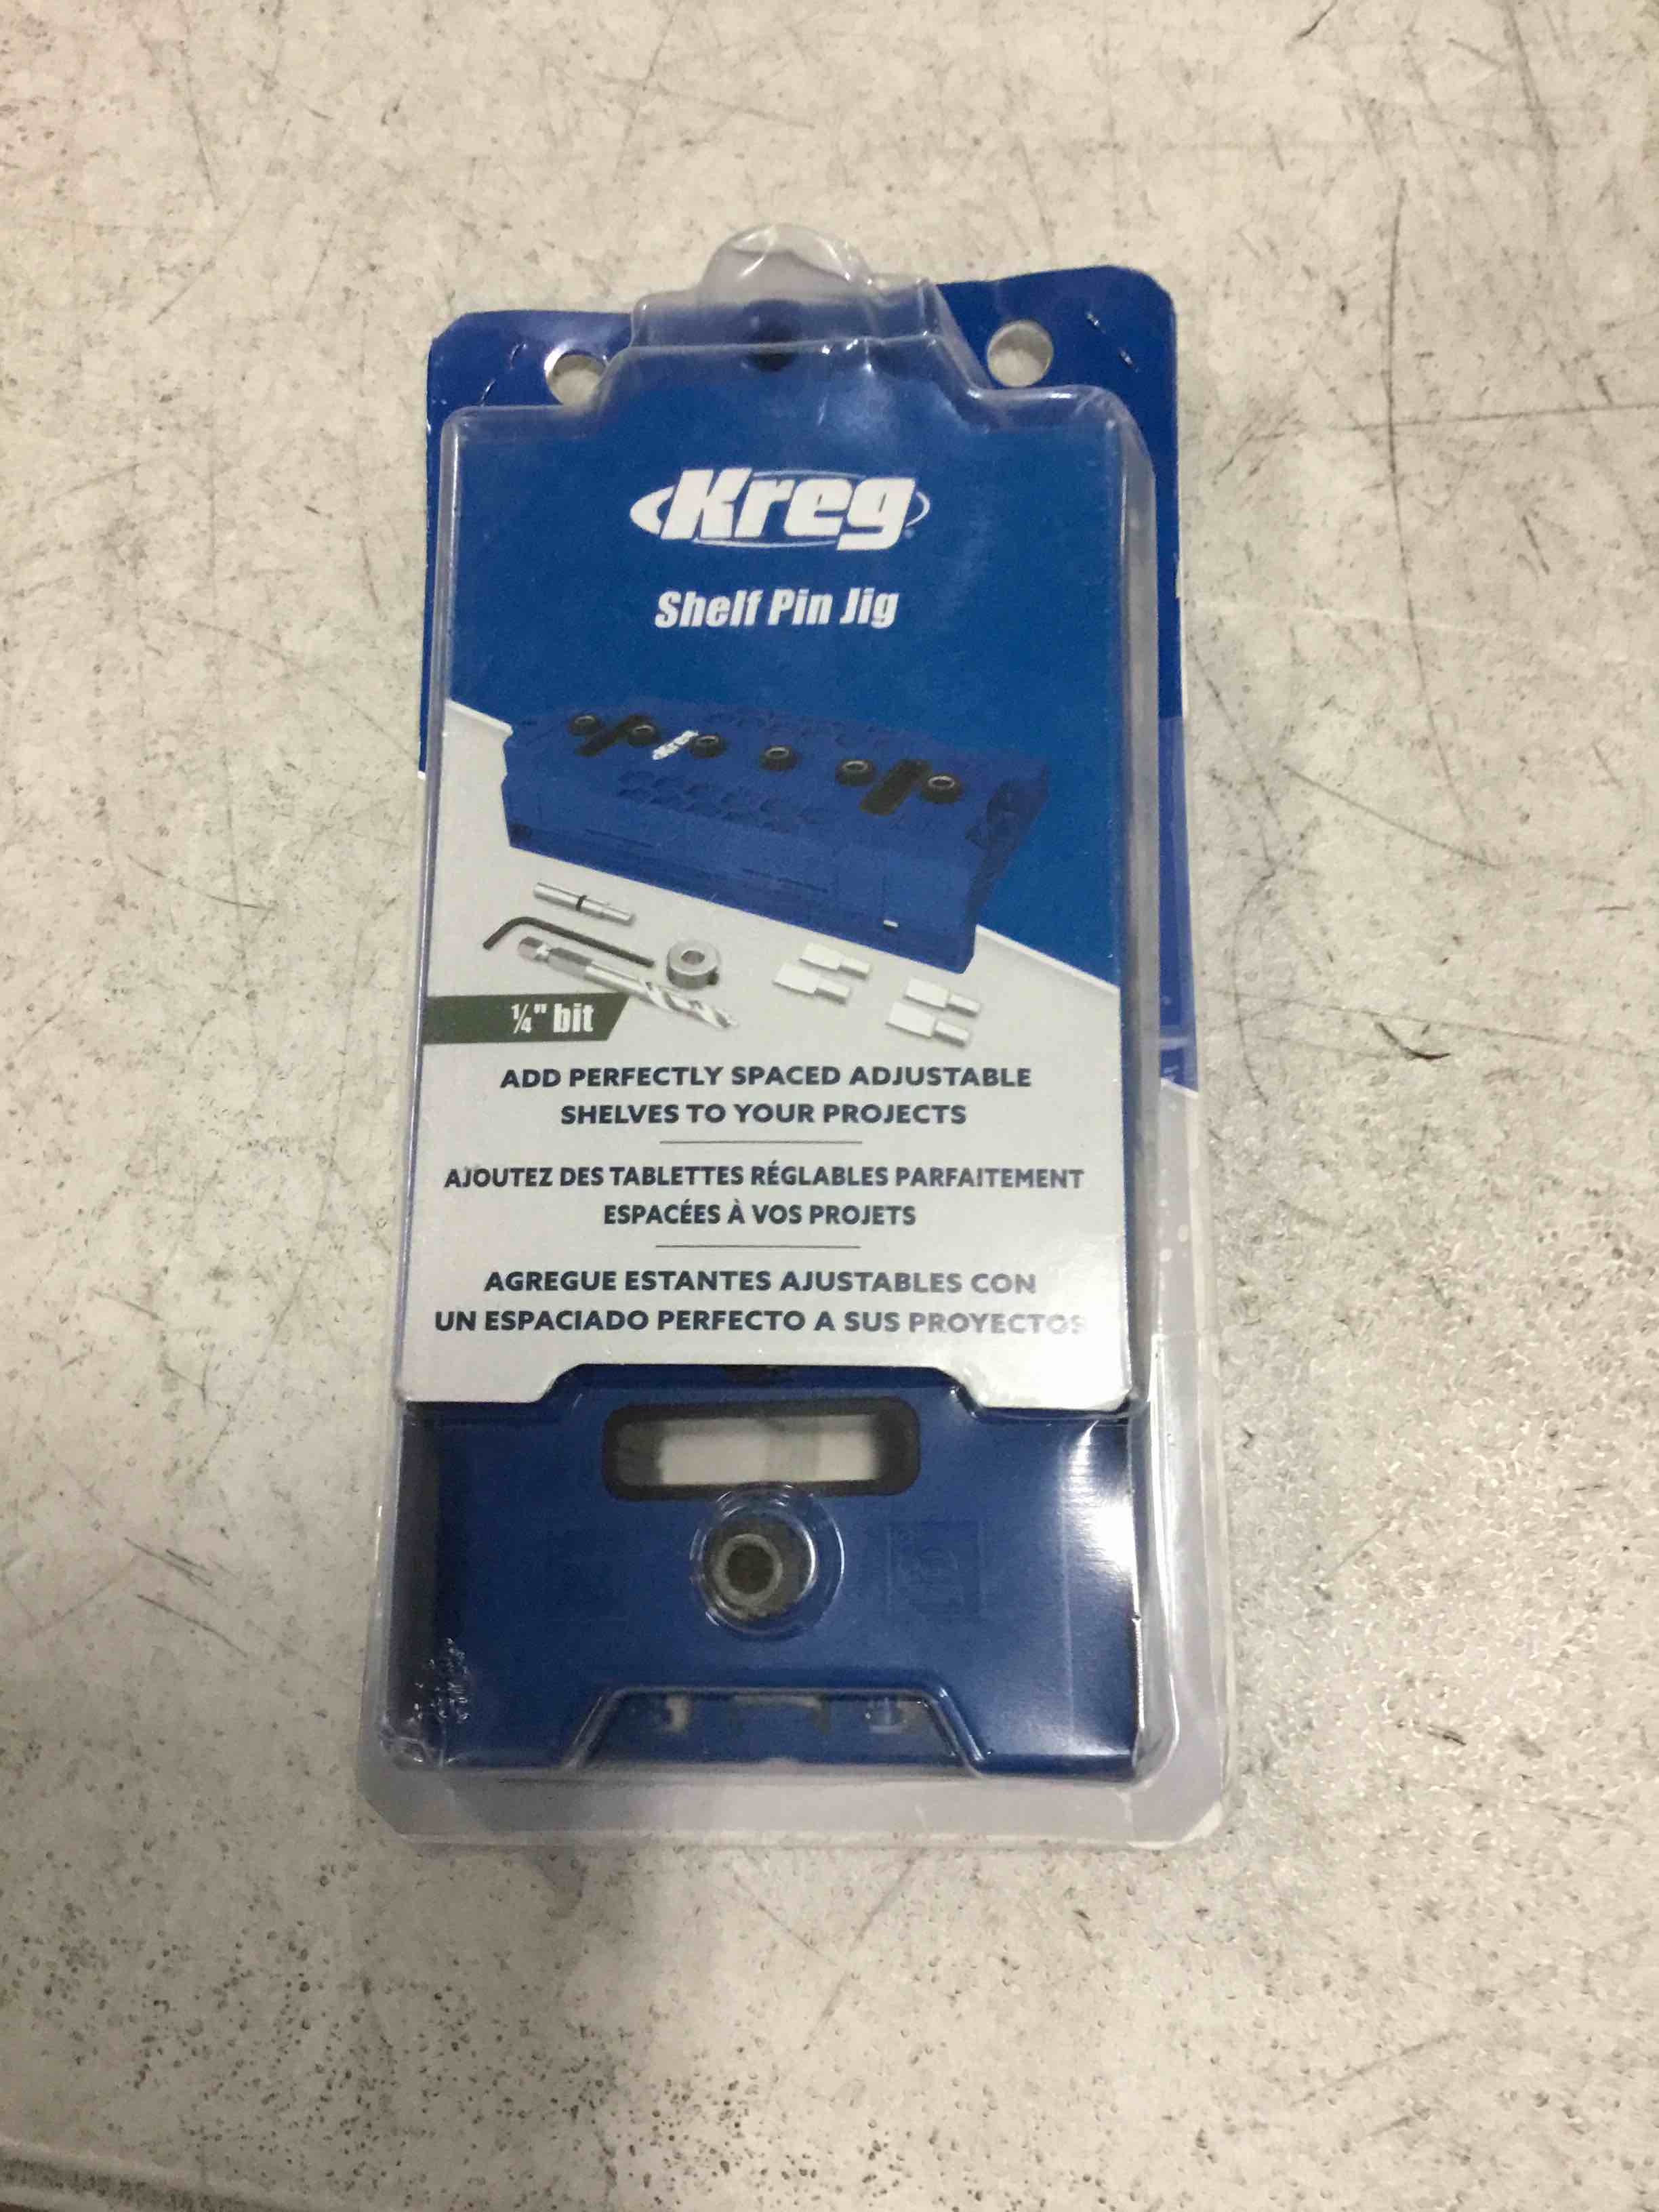 Kreg
Shelf Pin Jig
Kreg
1/4" bit
ADD PERFECTLY SPACED ADJUSTABLE
SHELVES TO YOUR PROJECTS
AJOUTEZ DES TABLETTES RÉGLABLES PARFAITEMENT
ESPACÉES À VOS PROJETS
AGREGUE ESTANTES AJUSTABLES CON
UN ESPACIADO PERFECTO A SUS PROYECTOS